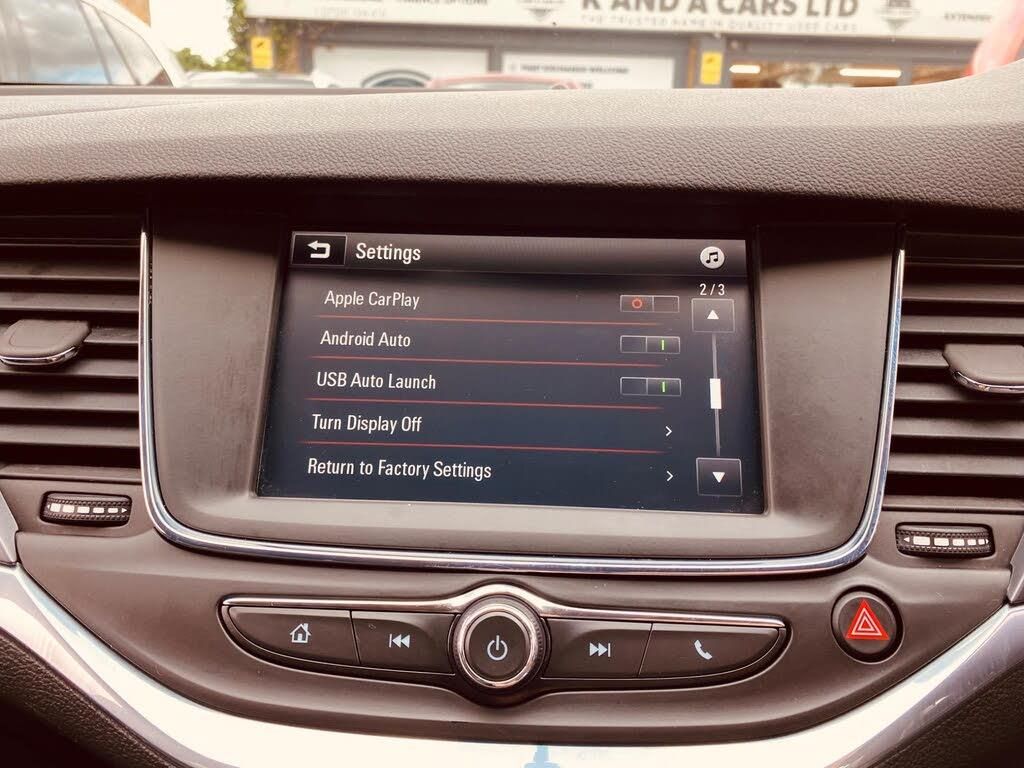 K AND A CARS LTD
THE TRUSTED NAME IN QUALITY USED CARS
Settings
2/3
Apple CarPlay
Android Auto
USB Auto Launch
Turn Display Off
Return to Factory Settings